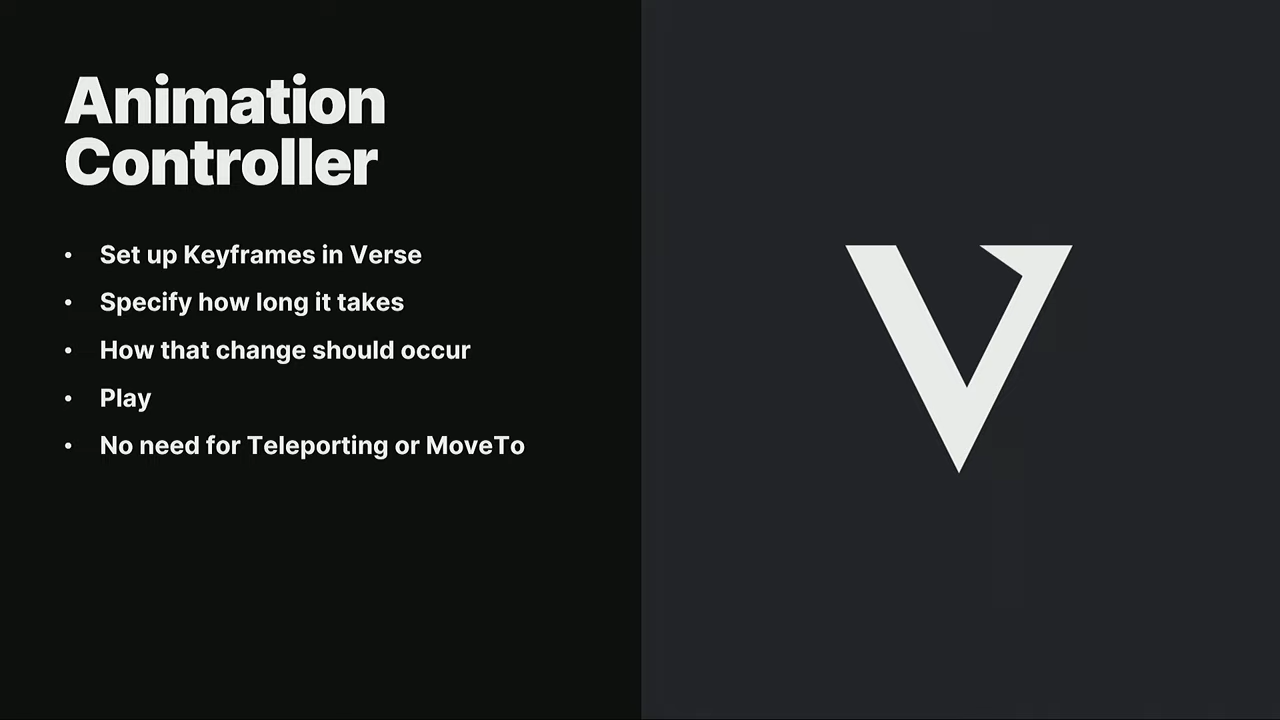 Animation
Controller
• Set up Keyframes in Verse
• Specify how long it takes
• How that change should occur
• Play
• No need for Teleporting or MoveTo